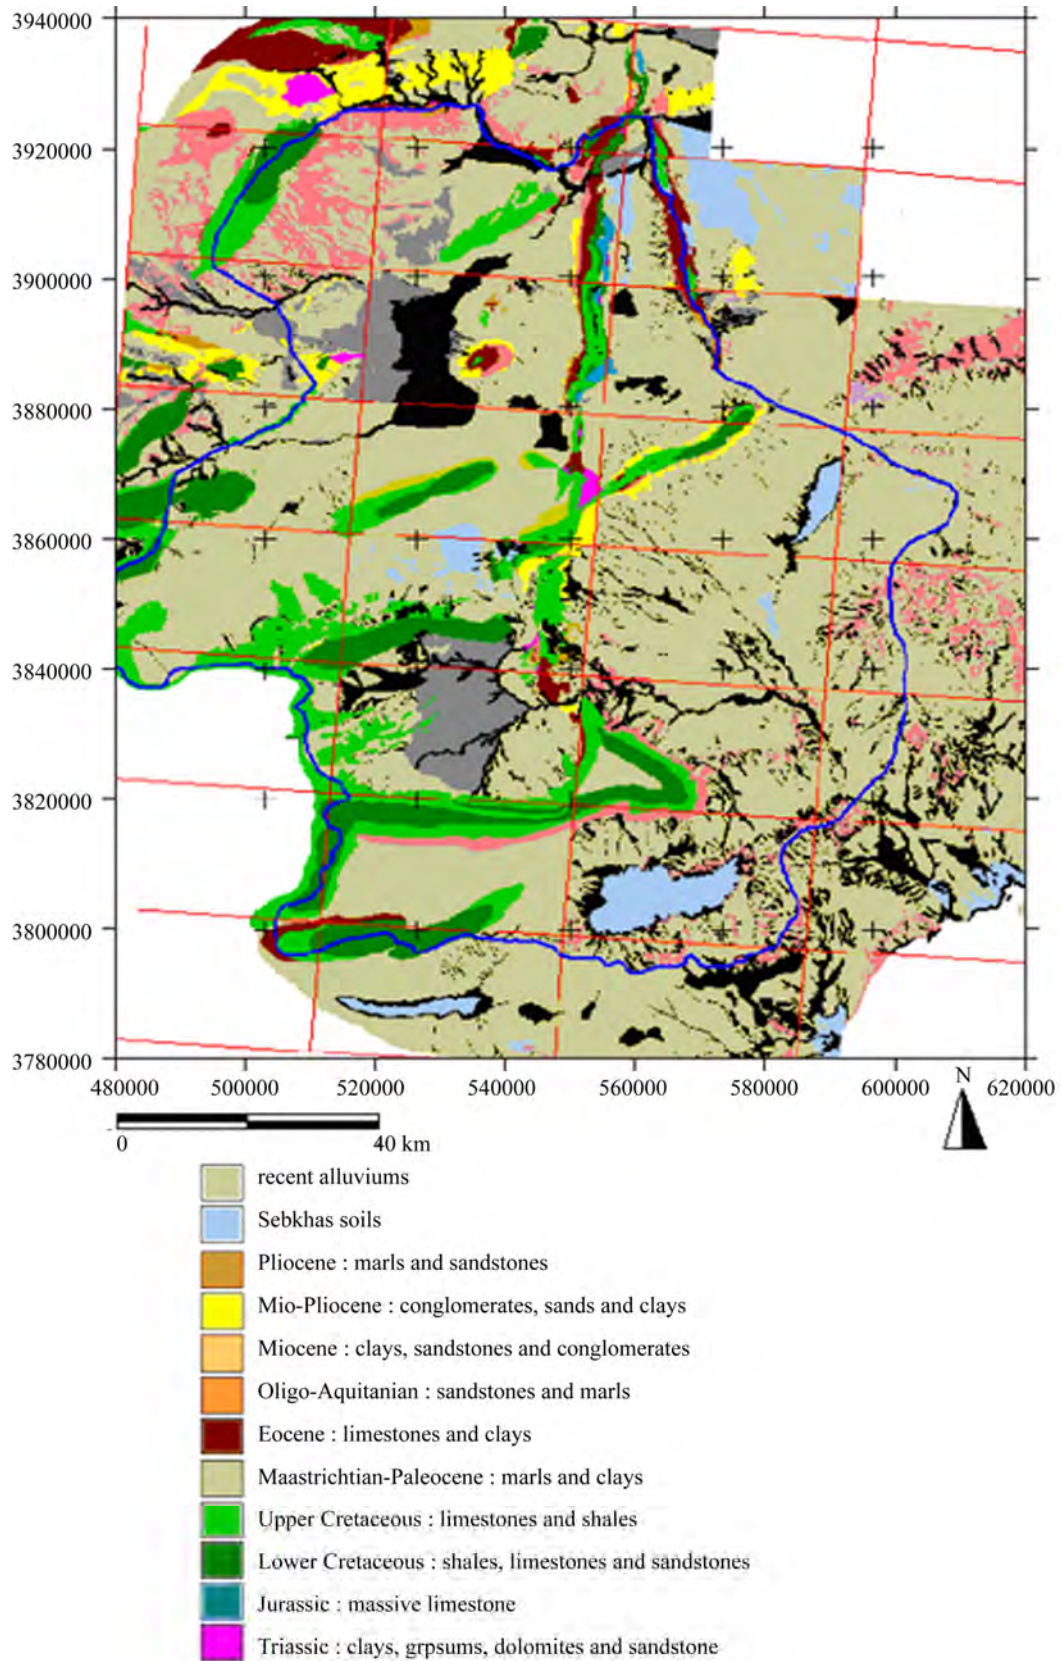 3940000
3920000
3900000
3880000
3860000
3840000
3820000
3800000
3780000
480000 500000 520000 540000 560000 580000 600000 620000
N
0 40 km
recent alluviums
Sebkhas soils
Pliocene : marls and sandstones
Mio-Pliocene : conglomerates, sands and clays
Miocene : clays, sandstones and conglomerates
Oligo-Aquitanian : sandstones and marls
Eocene : limestones and clays
Maastrichtian-Paleocene : marls and clays
Upper Cretaceous : limestones and shales
Lower Cretaceous : shales, limestones and sandstones
Jurassic : massive limestone
Triassic : clays, grpsums, dolomites and sandstone